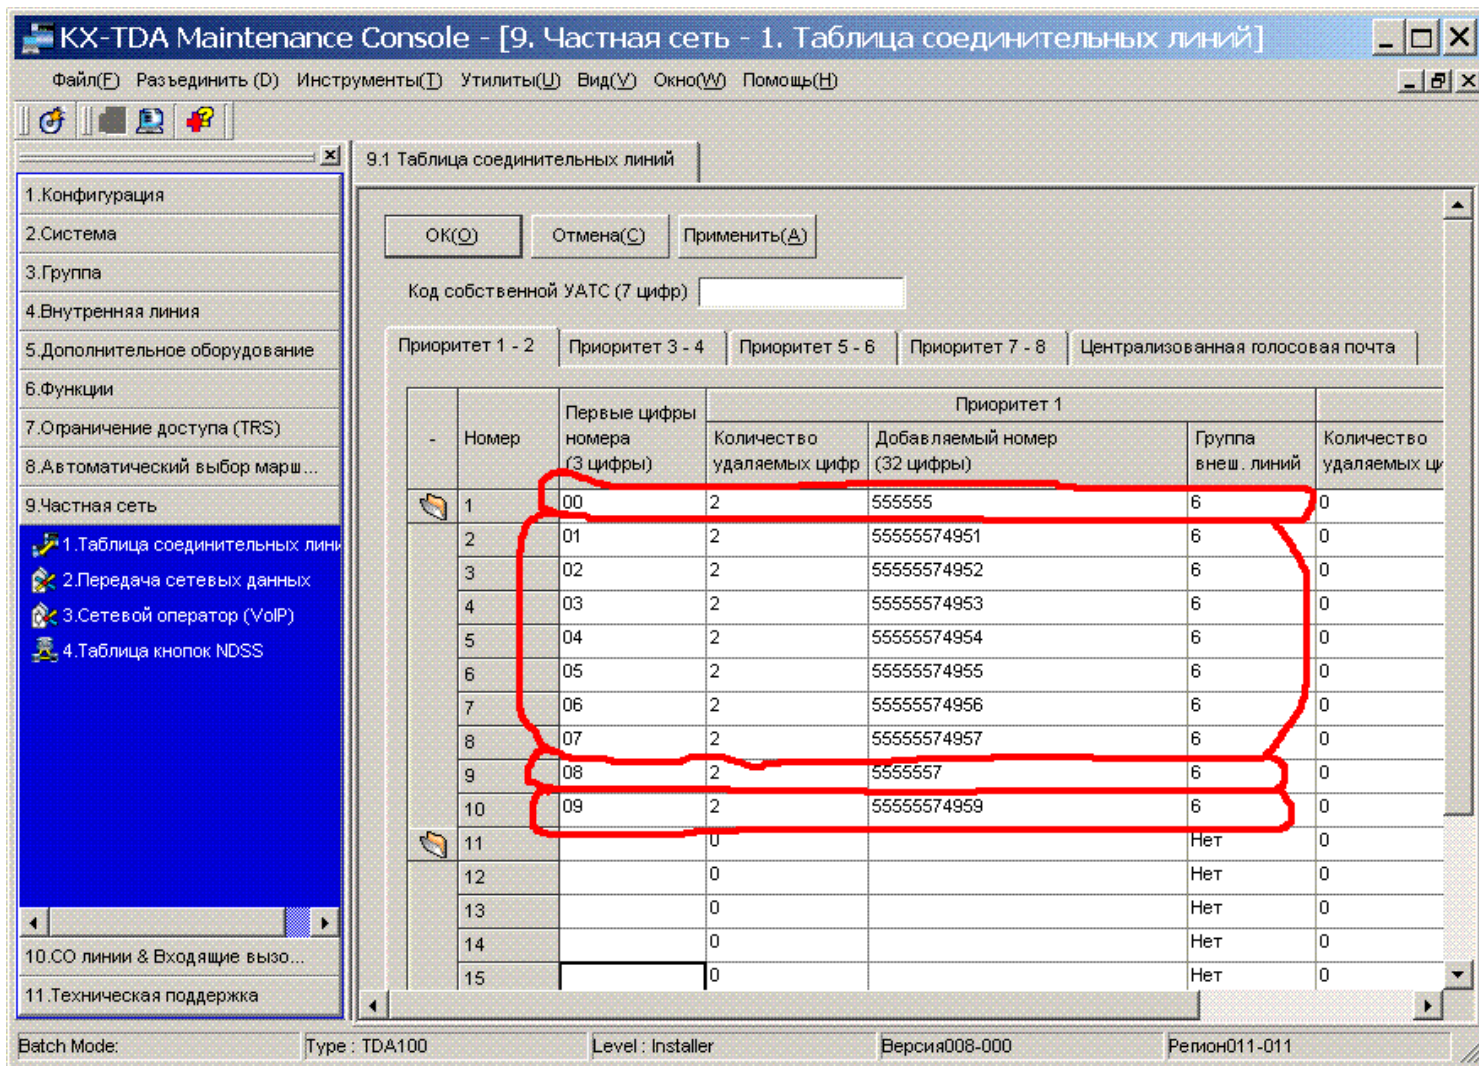 KX-TDA Maintenance Console - [9. Частная сеть - 1. Таблица соединительных линий]
Файл(F) Разъединить (D) Инструменты(T) Утилиты(U) Вид(V) Окно(W) Помощь(H)
9.1 Таблица соединительных линий
1.Конфигурация
2.Система
3.Группа
4.Внутренняя линия
5.Дополнительное оборудование
6.Функции
7.Ограничение доступа (TRS)
8.Автоматический выбор марш...
9.Частная сеть
1.Таблица соединительных лини
2.Передача сетевых данных
3.Сетевой оператор (VoIP)
4.Таблица кнопок NDSS
10.CO линии & Входящие вызо...
11.Техническая поддержка
OK(O) Отмена(C) Применить(A)
Код собственной УАТС (7 цифр)
Приоритет 1 - 2 Приоритет 3 - 4 Приоритет 5 - 6 Приоритет 7 - 8 Централизованная голосовая почта
Приоритет 1
- Номер Первые цифры номера (3 цифры) Количество удаляемых цифр Добавляемый номер (32 цифры) Группа внеш. линий Количество удаляемых ци
1 00 2 555555 6 0
2 01 2 55555574951 6 0
3 02 2 55555574952 6 0
4 03 2 55555574953 6 0
5 04 2 55555574954 6 0
6 05 2 55555574955 6 0
7 06 2 55555574956 6 0
8 07 2 55555574957 6 0
9 08 2 5555557 6 0
10 09 2 55555574959 6 0
11 0 Нет 0
12 0 Нет 0
13 0 Нет 0
14 0 Нет 0
15 0 Нет 0
Batch Mode: Type : TDA100 Level : Installer Версия008-000 Регион011-011